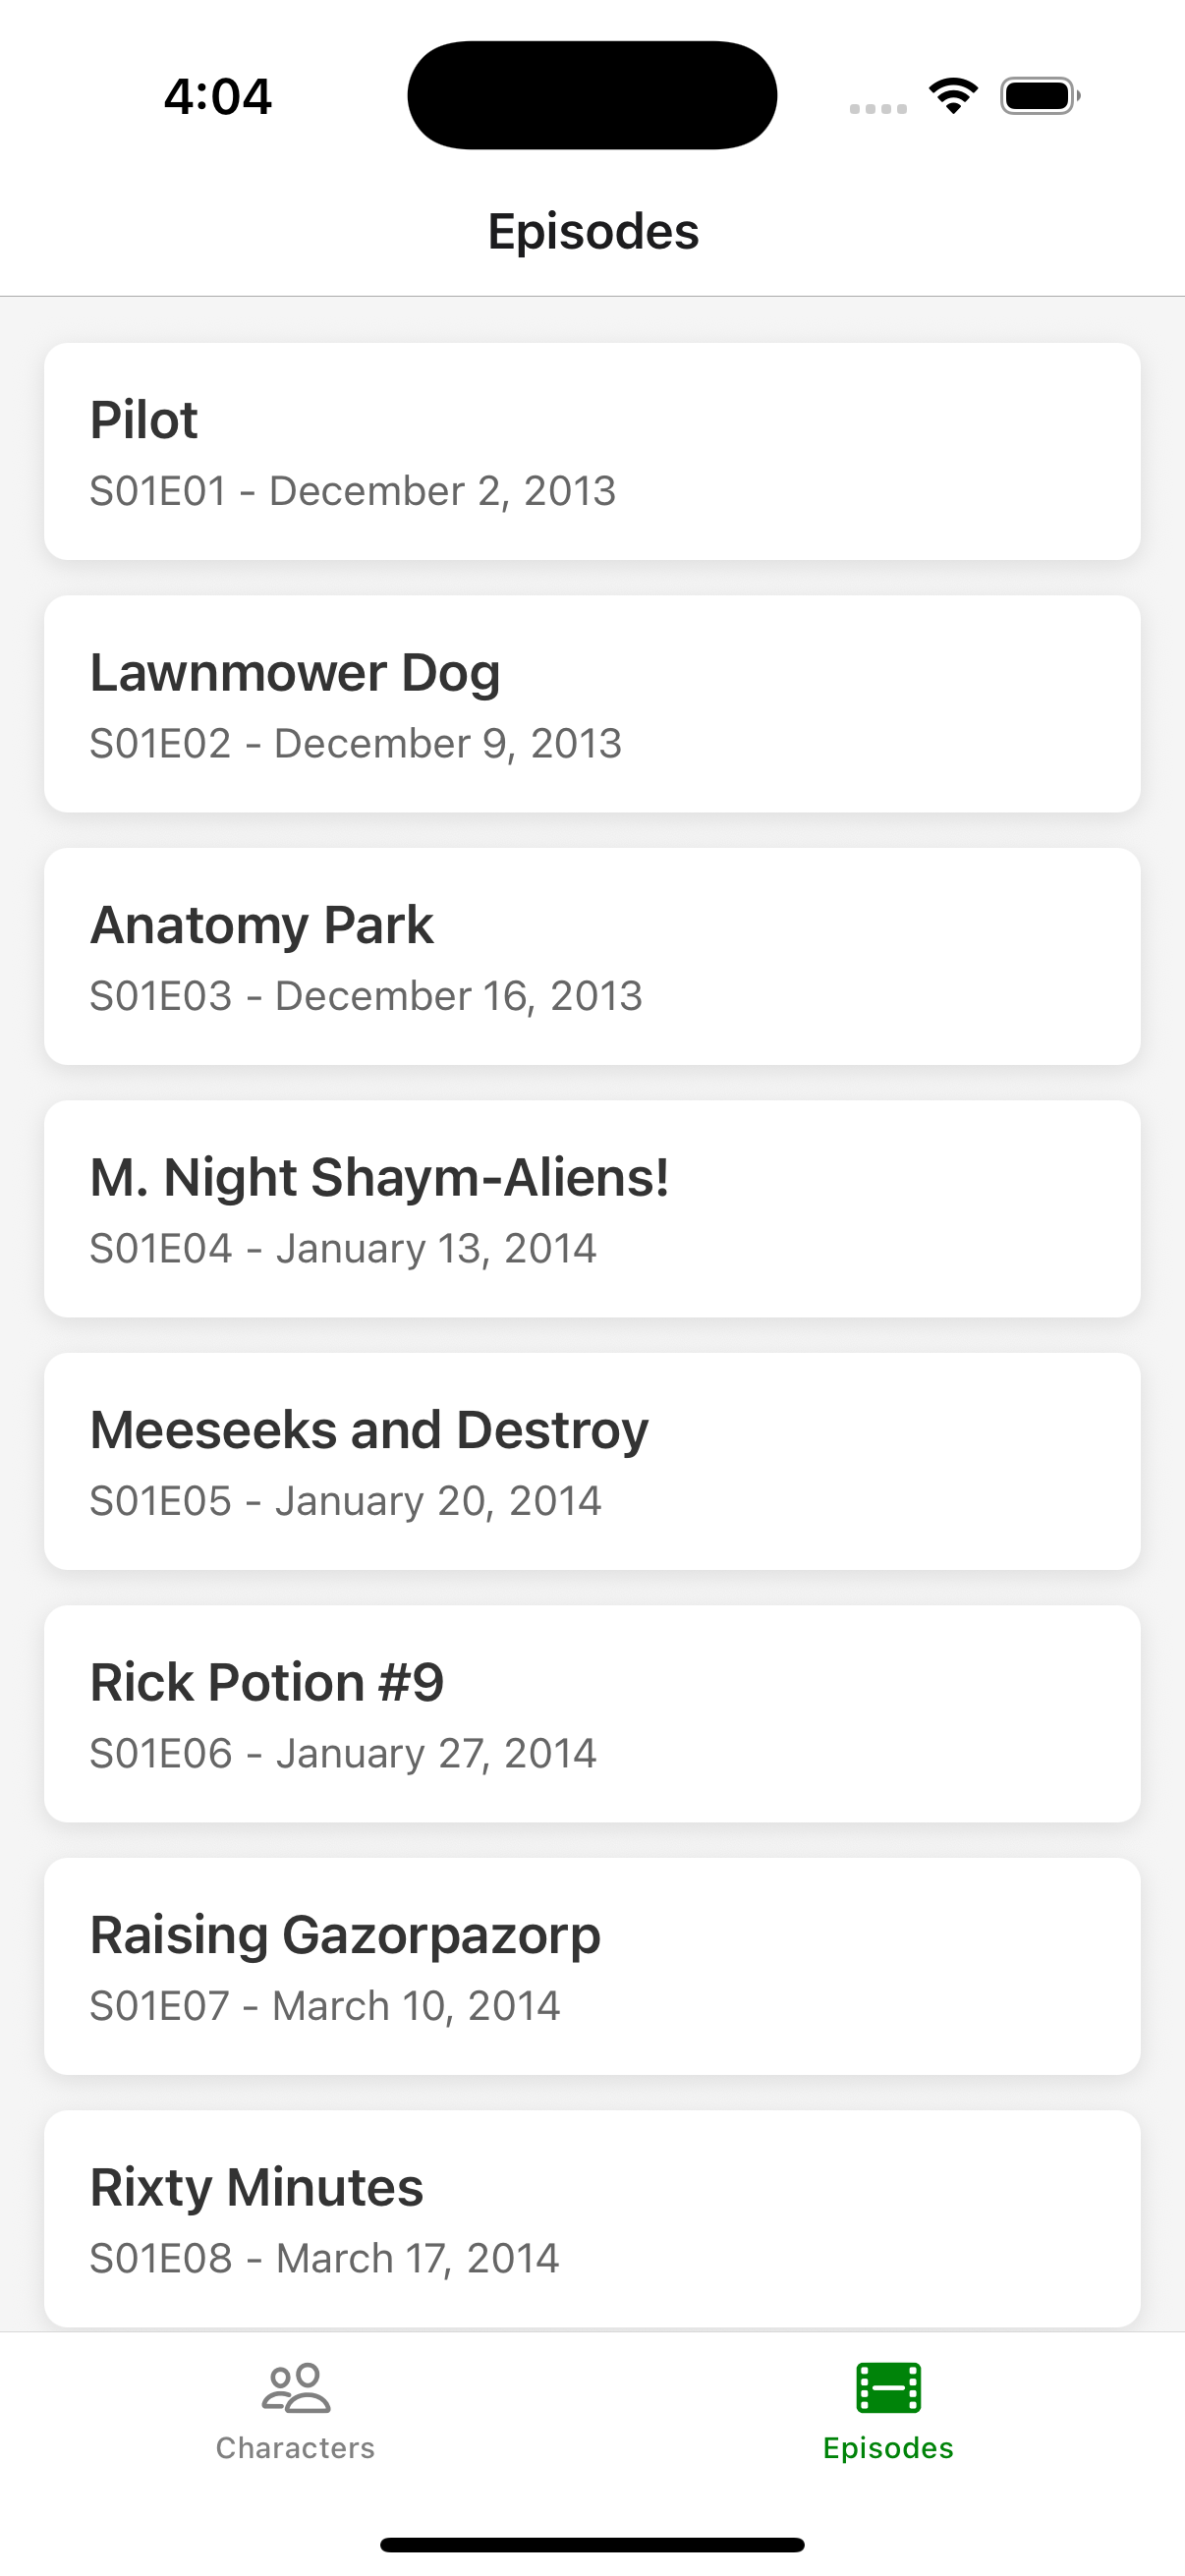 4:04
Episodes
Pilot
S01E01 - December 2, 2013
Lawnmower Dog
S01E02 - December 9, 2013
Anatomy Park
S01E03 - December 16, 2013
M. Night Shaym-Aliens!
S01E04 - January 13, 2014
Meeseeks and Destroy
S01E05 - January 20, 2014
Rick Potion #9
S01E06 - January 27, 2014
Raising Gazorpazorp
S01E07 - March 10, 2014
Rixty Minutes
S01E08 - March 17, 2014
Characters
Episodes